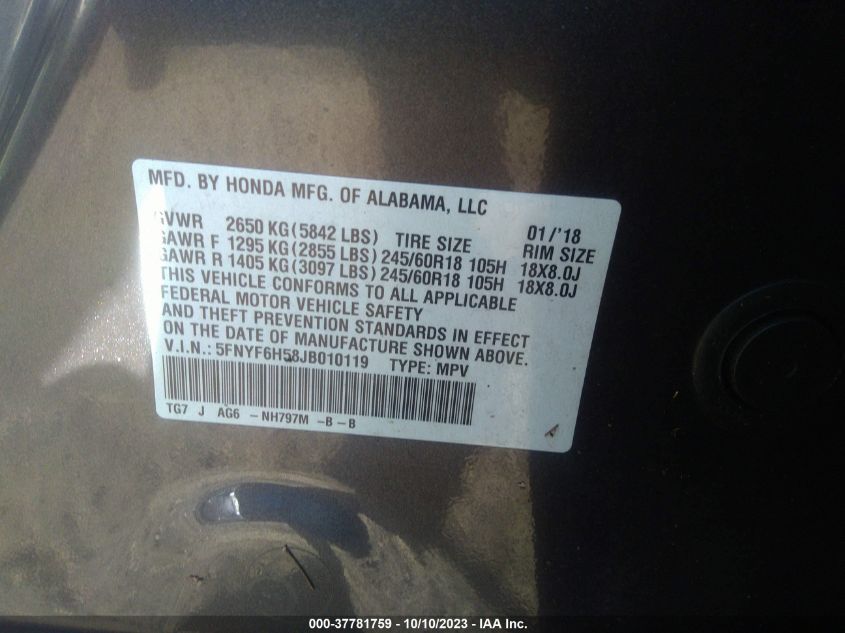 MFD. BY HONDA MFG. OF ALABAMA, LLC
01/'18
GVWR 2650 KG(5842 LBS) TIRE SIZE RIM SIZE
GAWR F 1295 KG(2855 LBS) 245/60R18 105H 18X8.0J
GAWR R 1405 KG(3097 LBS) 245/60R18 105H 18X8.0J
THIS VEHICLE CONFORMS TO ALL APPLICABLE
FEDERAL MOTOR VEHICLE SAFETY
AND THEFT PREVENTION STANDARDS IN EFFECT
ON THE DATE OF MANUFACTURE SHOWN ABOVE.
V.I.N.: 5FNYF6H58JB010119 TYPE: MPV
TG7 J AG6 -NH797M -B-B
000-37781759 - 10/10/2023 - IAA Inc.